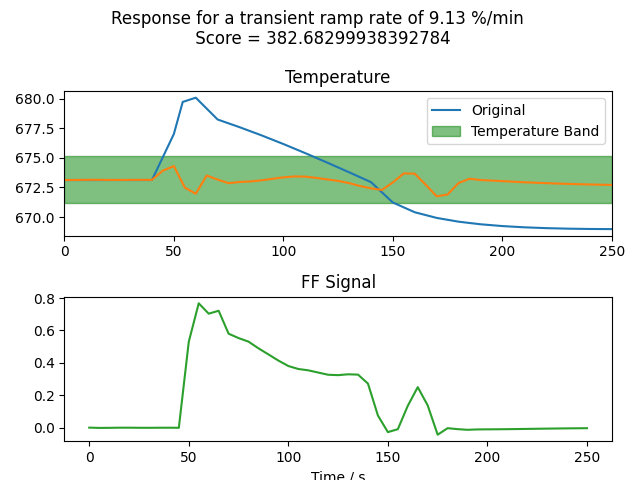 Response for a transient ramp rate of 9.13 %/min
Score = 382.68299938392784
Temperature
680.0
677.5
675.0
672.5
670.0
Original
Temperature Band
0 50 100 150 200 250
FF Signal
0.8
0.6
0.4
0.2
0.0
0 50 100 150 200 250
Time / s